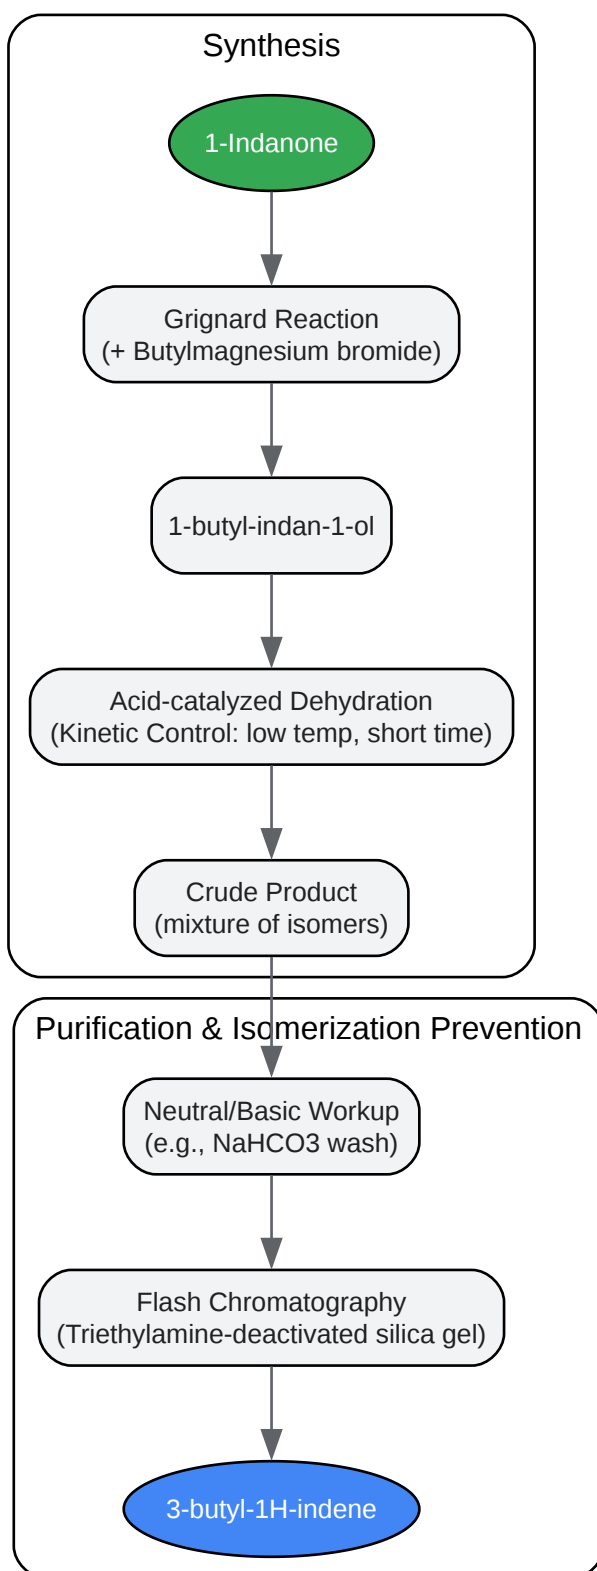 Synthesis
1-Indanone
Grignard Reaction
(+ Butylmagnesium bromide)
1-butyl-indan-1-ol
Acid-catalyzed Dehydration
(Kinetic Control: low temp, short time)
Crude Product
(mixture of isomers)
Purification & Isomerization Prevention
Neutral/Basic Workup
(e.g., NaHCO3 wash)
Flash Chromatography
(Triethylamine-deactivated silica gel)
3-butyl-1H-indene